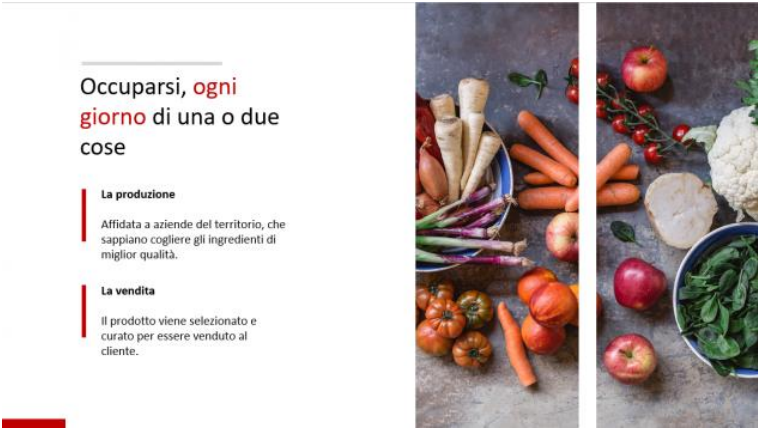 Occuparsi, ogni
giorno di una o due
cose
La produzione
Affidata a aziende del territorio, che
sappiano cogliere gli ingredienti di
miglior qualità.
La vendita
Il prodotto viene selezionato e
curato per essere venduto al
cliente.